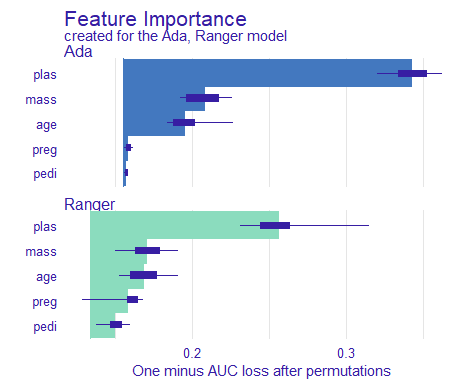 Feature Importance
created for the Ada, Ranger model
Ada
plas
mass
age
preg
pedi
Ranger
plas
mass
age
preg
pedi
0.2 0.3
One minus AUC loss after permutations